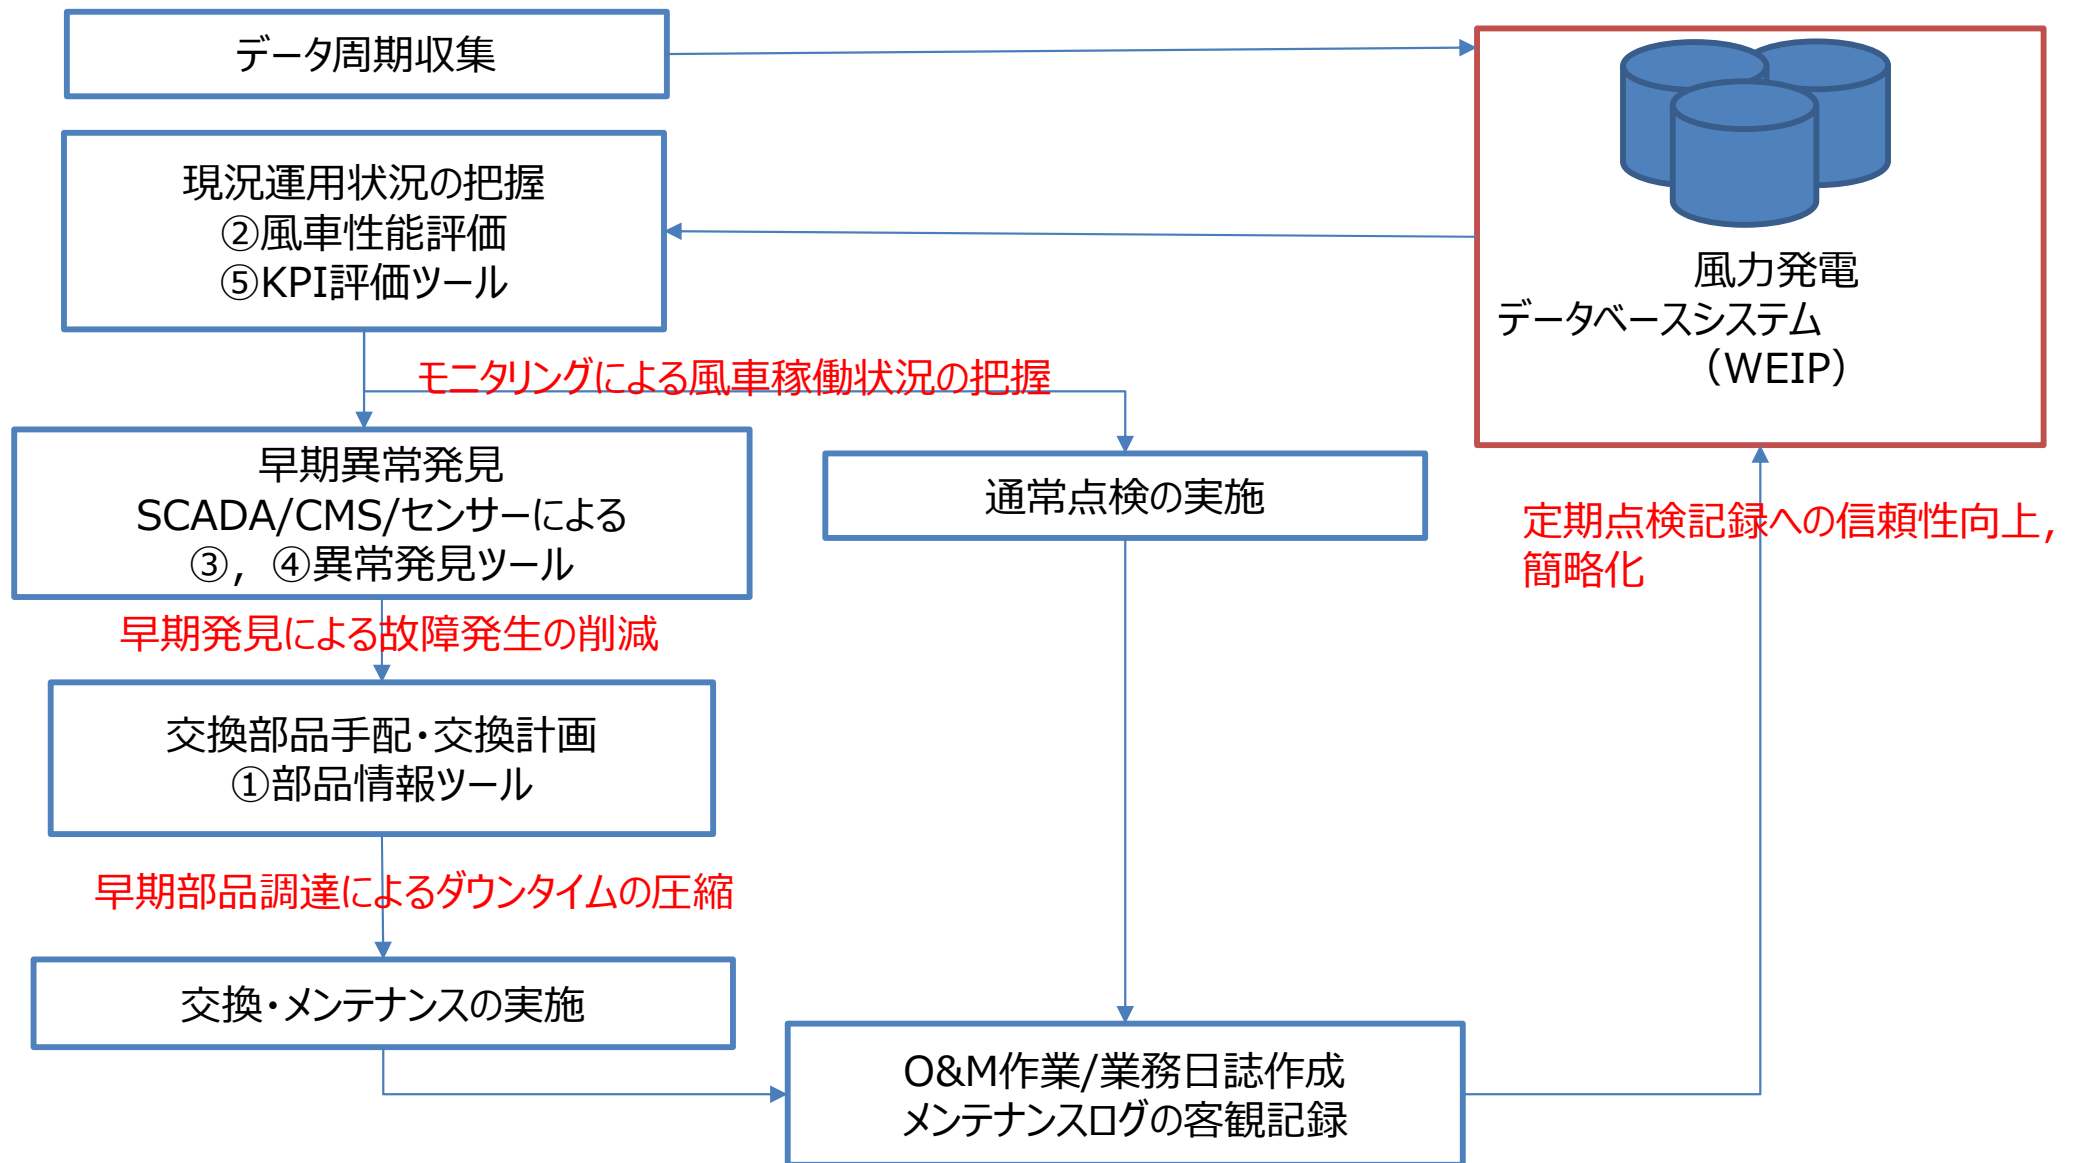 データ周期収集
現況運用状況の把握
②風車性能評価
⑤KPI評価ツール
風力発電
データベースシステム
（WEIP）
モニタリングによる風車稼働状況の把握
早期異常発見
SCADA/CMS/センサーによる
③，④異常発見ツール
通常点検の実施
定期点検記録への信頼性向上，
簡略化
早期発見による故障発生の削減
交換部品手配・交換計画
①部品情報ツール
早期部品調達によるダウンタイムの圧縮
交換・メンテナンスの実施
O&M作業/業務日誌作成
メンテナンスログの客観記録